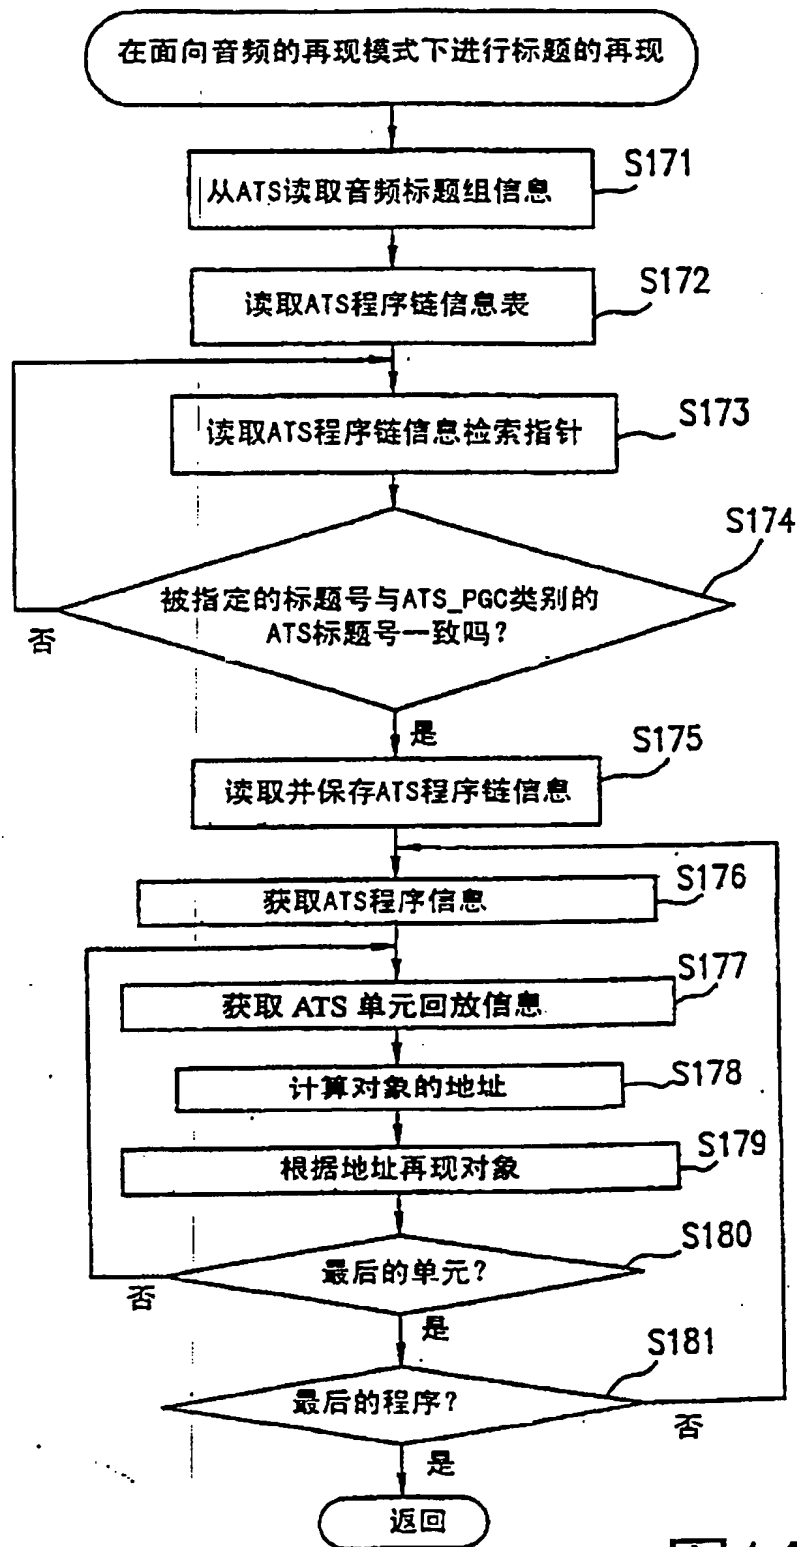 在面向音频的再现模式下进行标题的再现
S171
从ATS读取音频标题组信息
S172
读取ATS程序链信息表
S173
读取ATS程序链信息检索指针
S174
被指定的标题号与ATS_PGC类别的
ATS标题号一致吗?
否
是
S175
读取并保存ATS程序链信息
S176
获取ATS程序信息
S177
获取 ATS 单元回放信息
S178
计算对象的地址
S179
根据地址再现对象
S180
最后的单元?
否
是
S181
最后的程序?
否
是
返回